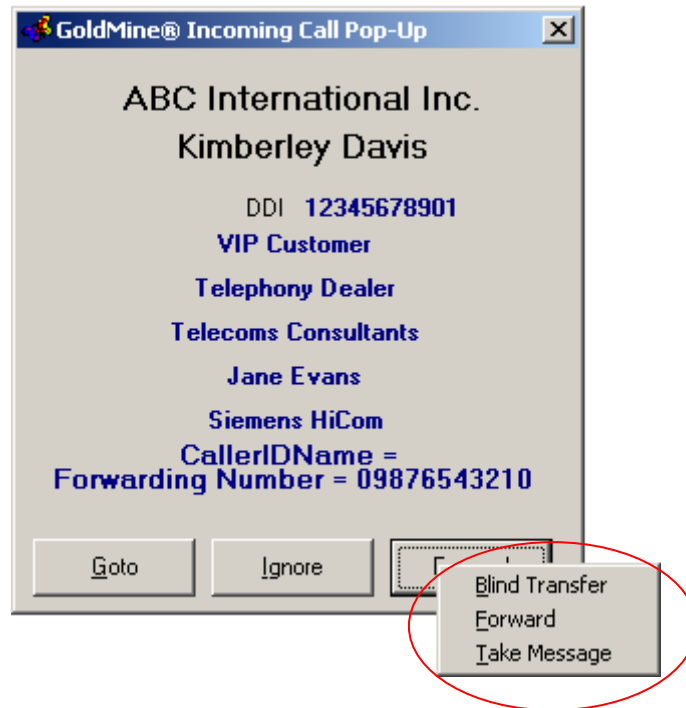 GoldMine® Incoming Call Pop-Up
ABC International Inc.
Kimberley Davis
DDI 12345678901
VIP Customer
Telephony Dealer
Telecoms Consultants
Jane Evans
Siemens HiCom
CallerIDName =
Forwarding Number = 09876543210
Goto
Ignore
Blind Transfer
Forward
Take Message